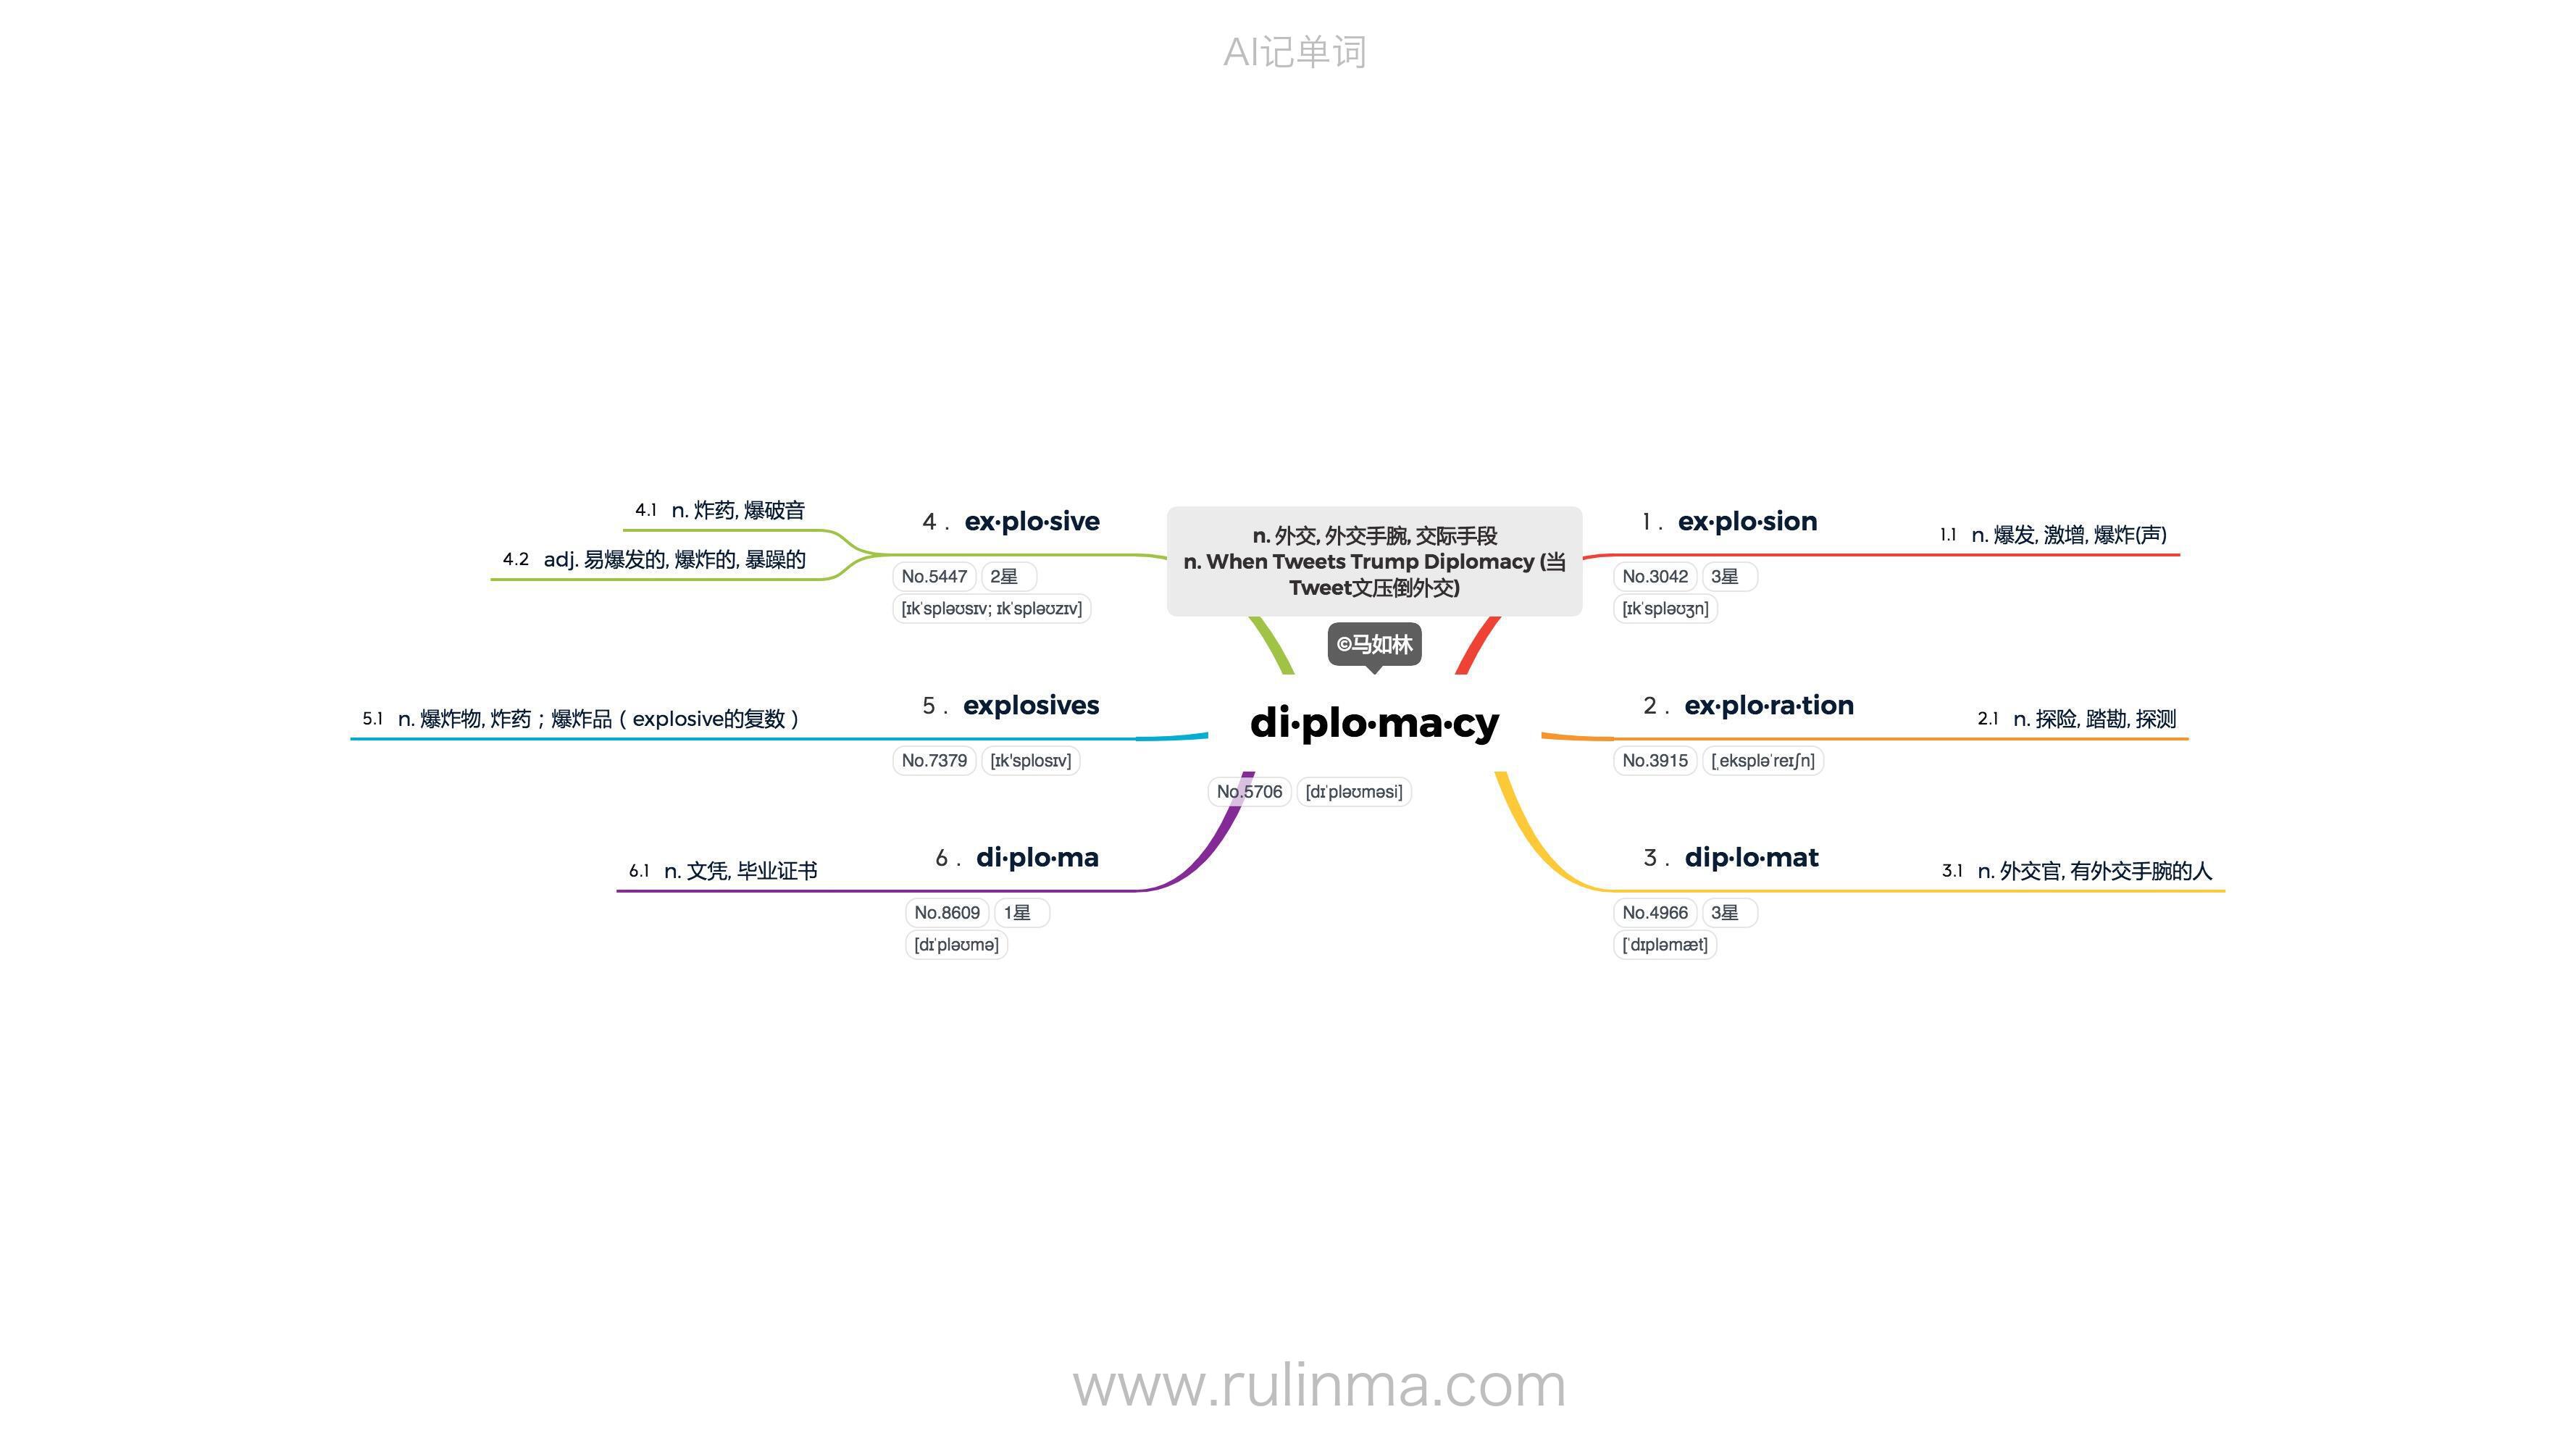 AI记单词
n. 外交, 外交手腕, 交际手段
n. When Tweets Trump Diplomacy (当
Tweet文压倒外交)
©马如林
di·plo·ma·cy
No.5706 [dɪˈpləʊməsi]
1 . ex·plo·sion
No.3042 3星
[ɪkˈspləʊʒn]
1.1 n. 爆发, 激增, 爆炸(声)
2 . ex·plo·ra·tion
No.3915 [ˌekspləˈreɪʃn]
2.1 n. 探险, 踏勘, 探测
3 . dip·lo·mat
No.4966 3星
[ˈdɪpləmæt]
3.1 n. 外交官, 有外交手腕的人
4 . ex·plo·sive
No.5447 2星
[ɪkˈspləʊsɪv; ɪkˈspləʊzɪv]
4.1 n. 炸药, 爆破音
4.2 adj. 易爆发的, 爆炸的, 暴躁的
5 . explosives
No.7379 [ɪk'splosɪv]
5.1 n. 爆炸物, 炸药；爆炸品（explosive的复数）
6 . di·plo·ma
No.8609 1星
[dɪˈpləʊmə]
6.1 n. 文凭, 毕业证书
www.rulinma.com